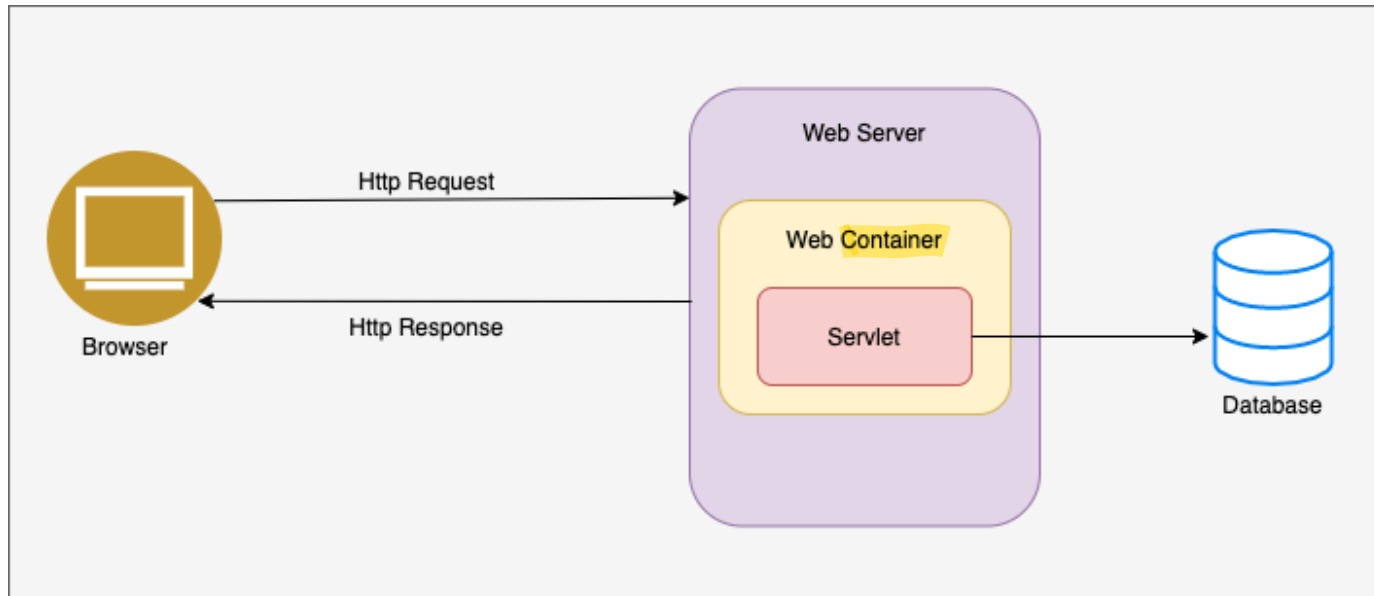 Web Server
Http Request
Web Container
Servlet
Http Response
Browser
Database